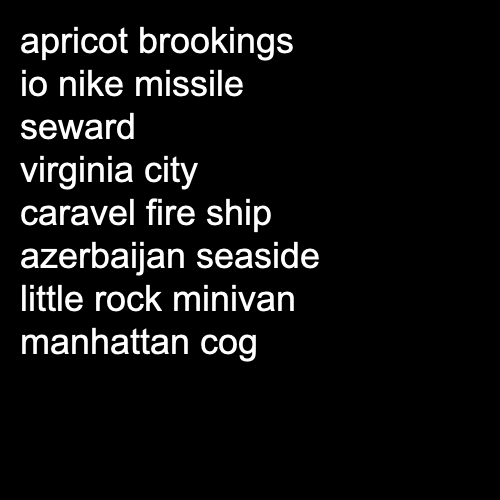 apricot brookings
io nike missile
seward
virginia city
caravel fire ship
azerbaijan seaside
little rock minivan
manhattan cog